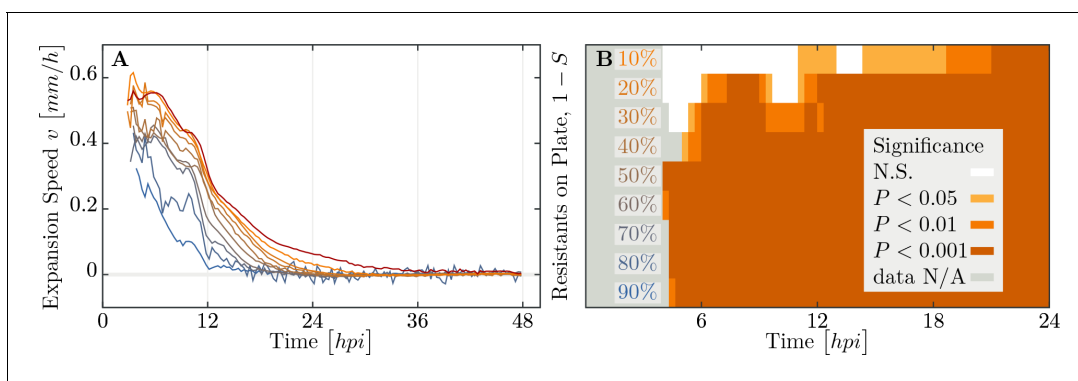 A
Expansion Speed v [mm/h]
0.6
0.4
0.2
0
0 12 24 36 48
Time [hpi]
B
Resistants on Plate, 1 − S
10%
20%
30%
40%
50%
60%
70%
80%
90%
Significance
N.S.
P < 0.05
P < 0.01
P < 0.001
data N/A
6 12 18 24
Time [hpi]